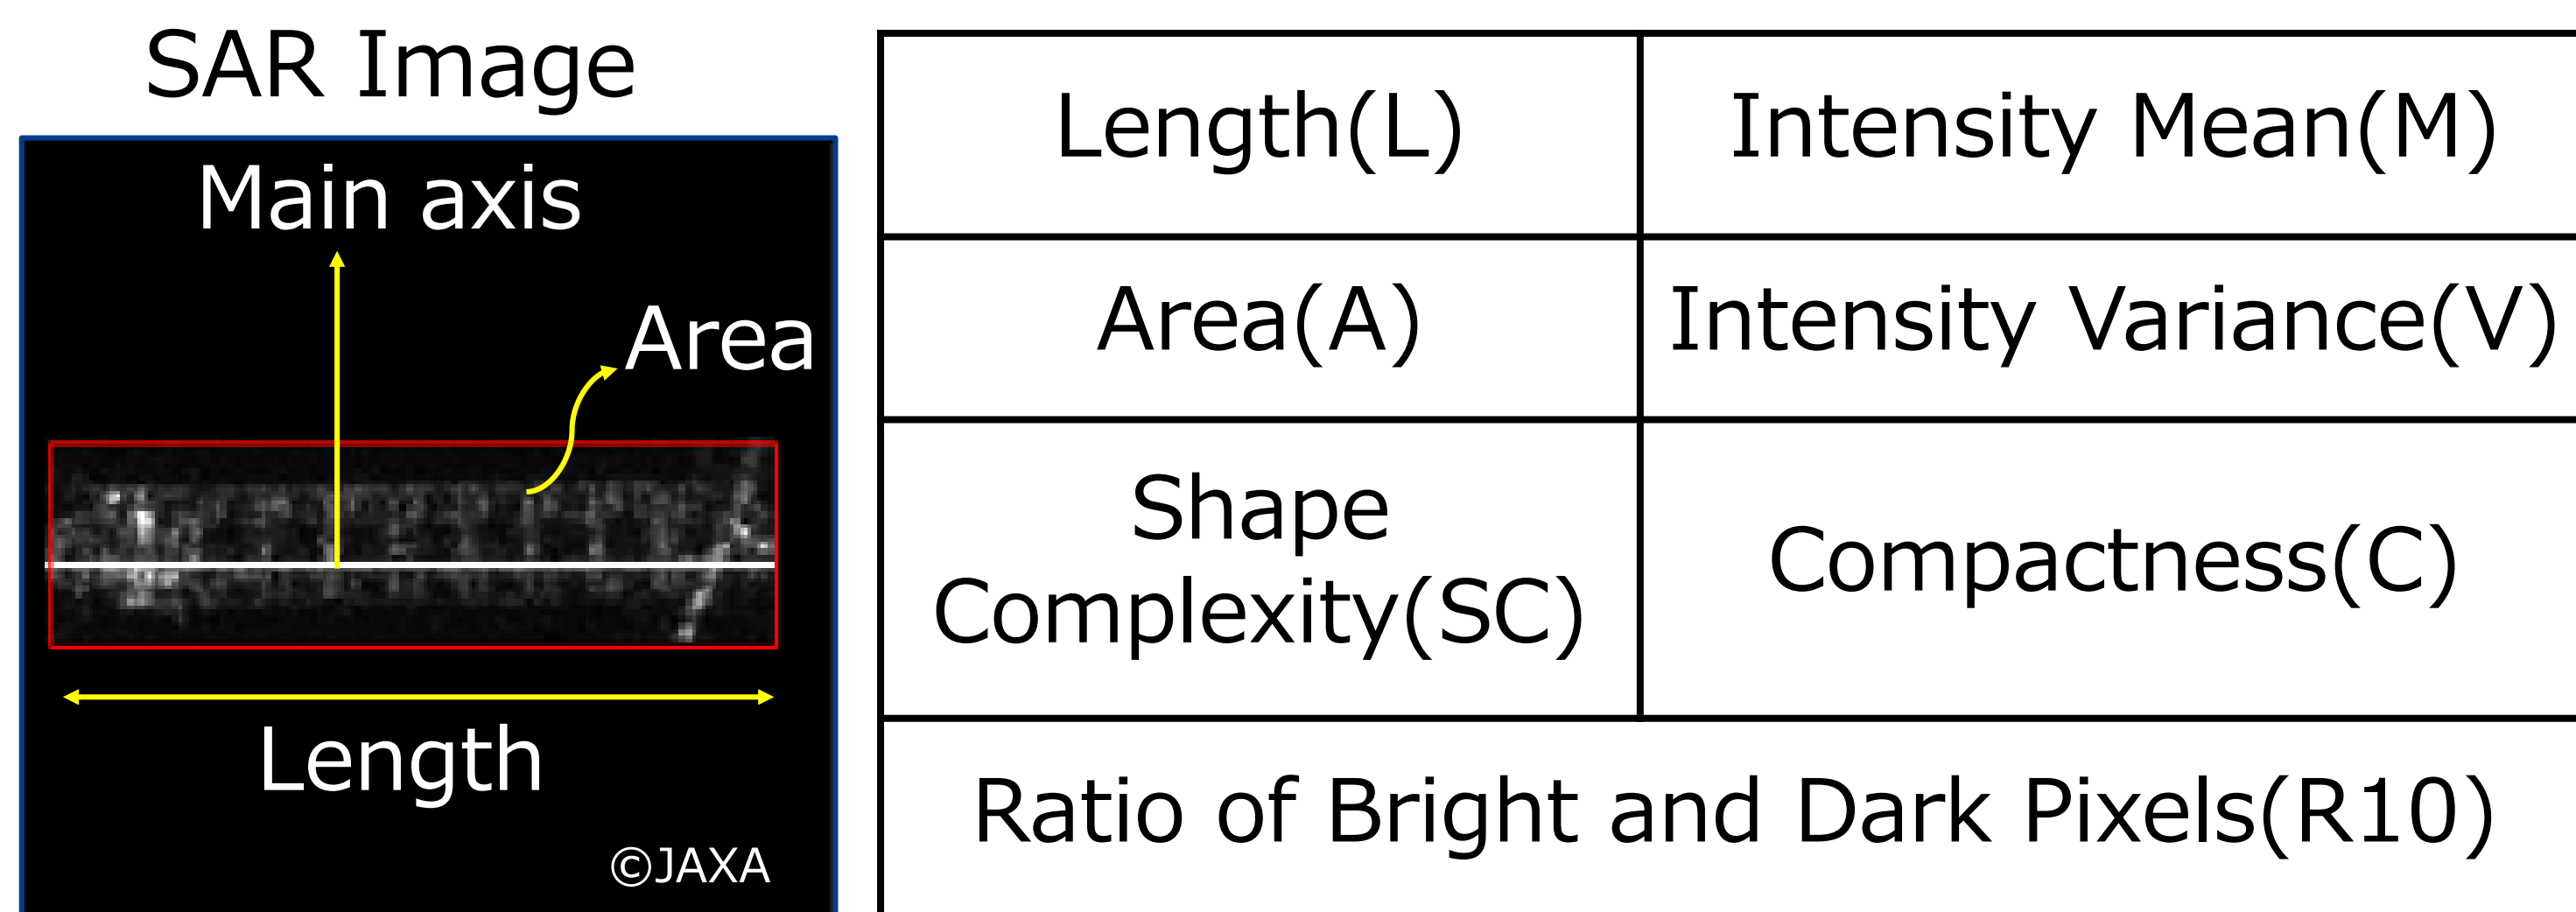 SAR Image
Main axis
Area
Length
©JAXA
Length(L)
Intensity Mean(M)
Area(A)
Intensity Variance(V)
Shape
Complexity(SC)
Compactness(C)
Ratio of Bright and Dark Pixels(R10)